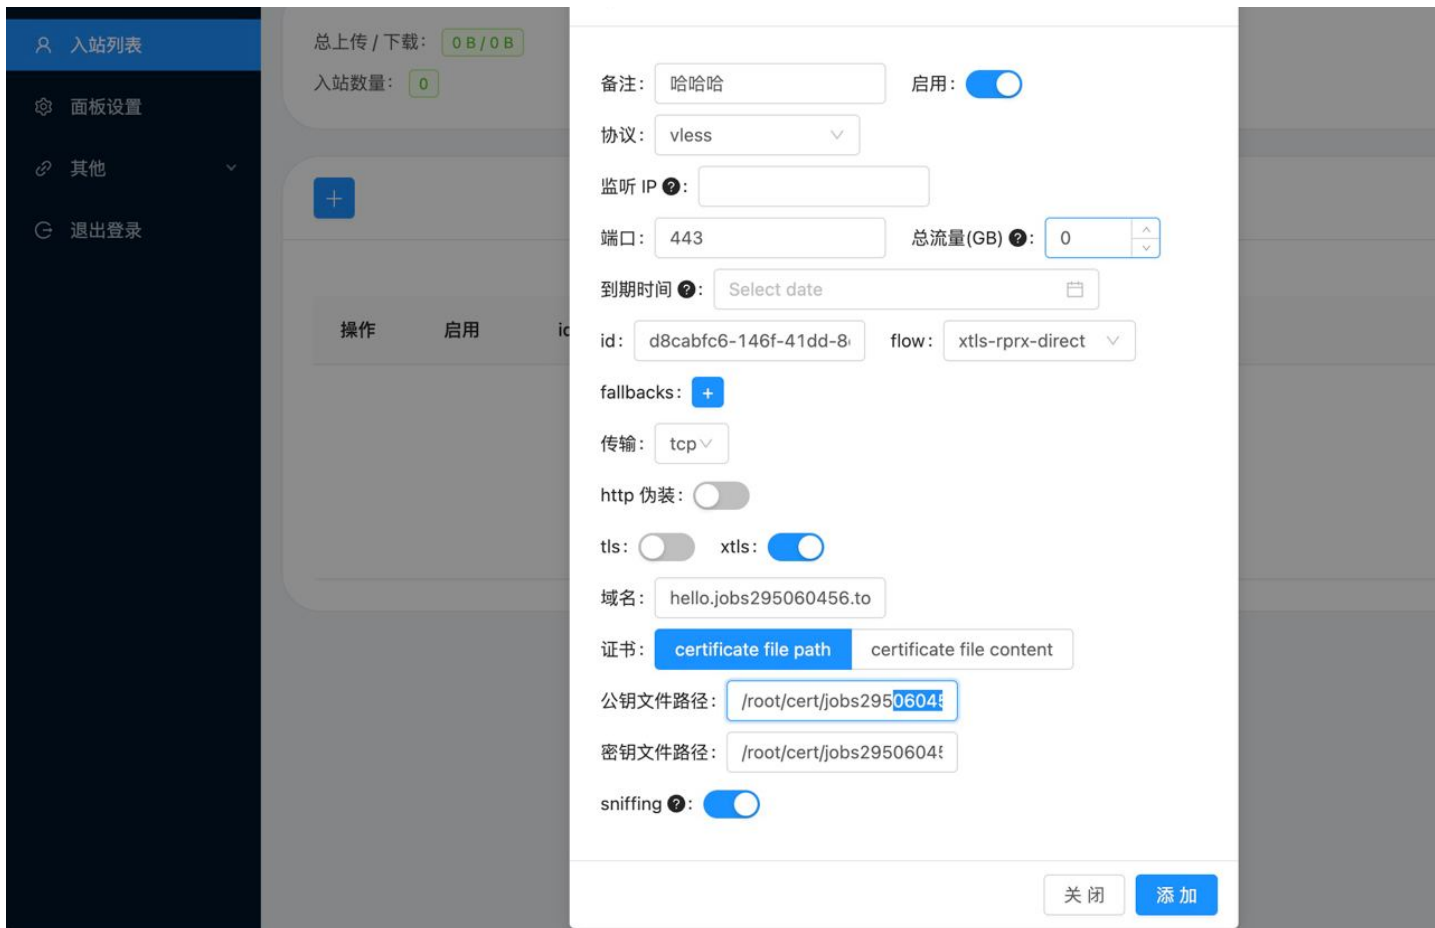 入站列表
面板设置
其他
退出登录
总上传 / 下载： 0 B / 0 B
入站数量： 0
操作 启用 id
备注： 哈哈哈 启用：
协议： vless
监听 IP ?：
端口： 443 总流量(GB) ?： 0
到期时间 ?： Select date
id： d8cabfc6-146f-41dd-8 flow： xtls-rprx-direct
fallbacks： +
传输： tcp
http 伪装：
tls： xtls：
域名： hello.jobs295060456.to
证书： certificate file path certificate file content
公钥文件路径： /root/cert/jobs29506045
密钥文件路径： /root/cert/jobs29506045
sniffing ?：
关 闭 添 加